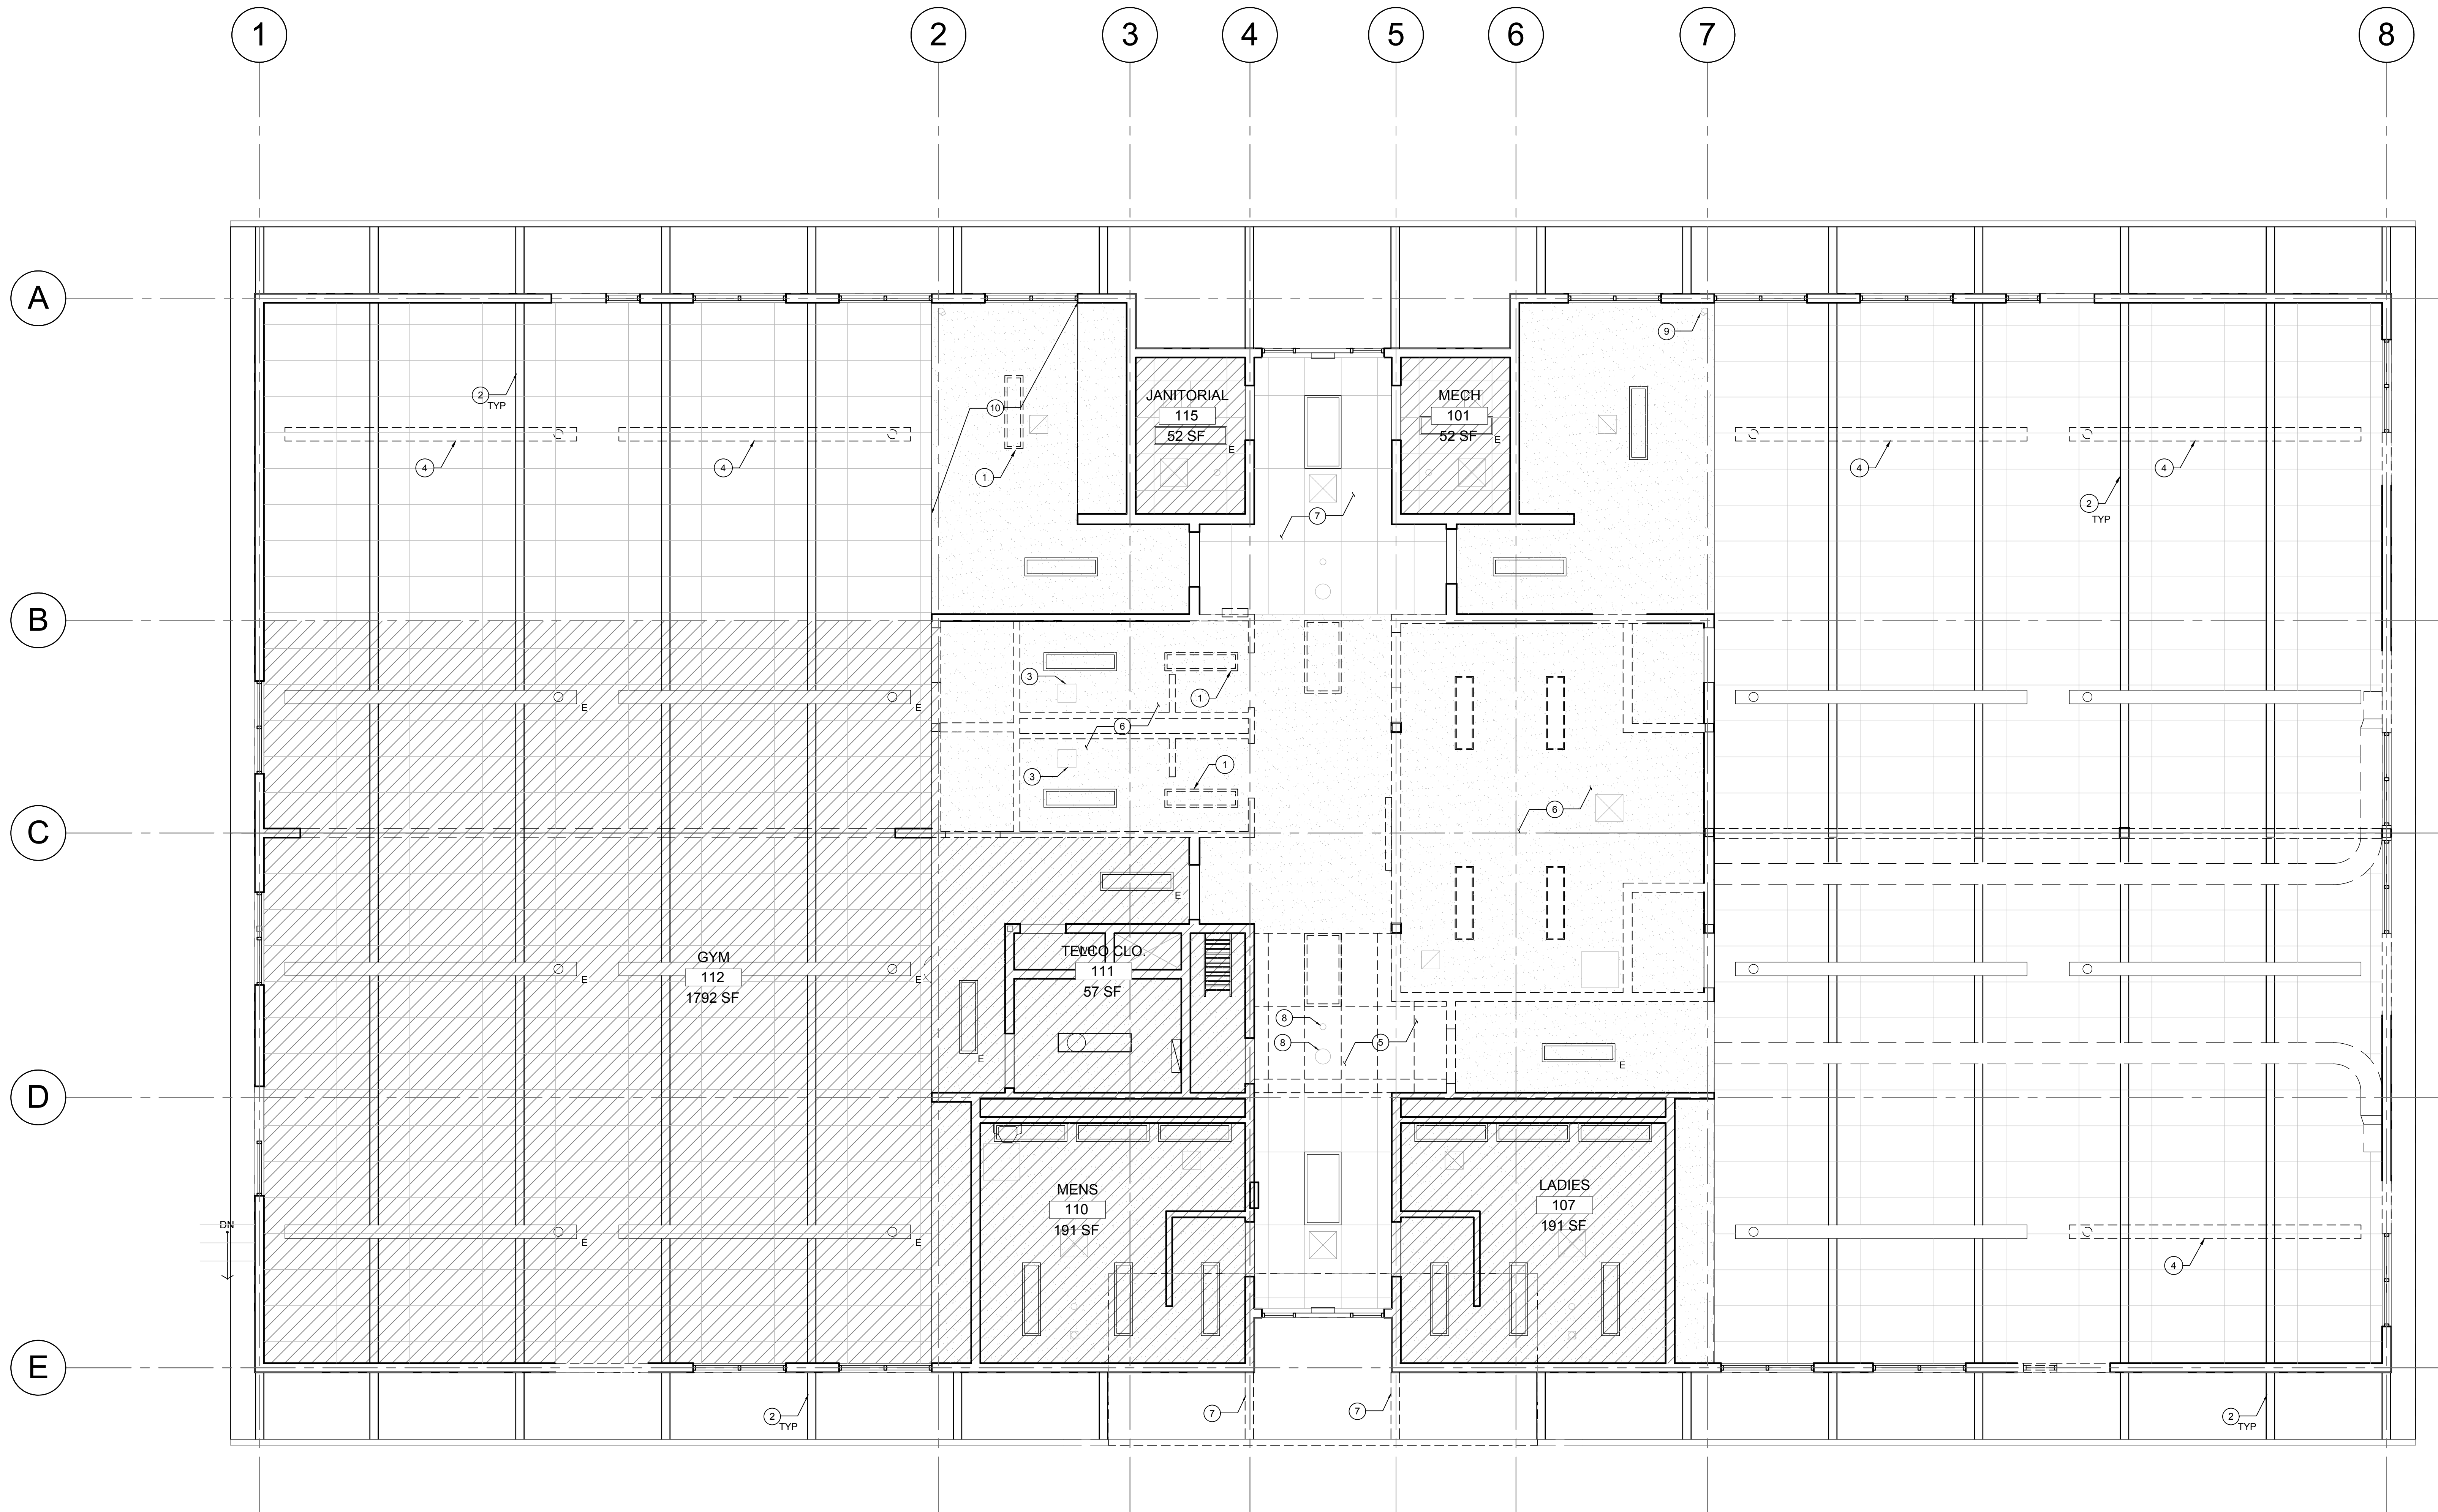 1
2
3
4
5
6
7
8
A
9
JANITORIAL
115
52 SF
E
MECH
101
52 SF
E
2
TYP
10
4
4
1
4
4
2
TYP
7
B
3
1
E
E
6
3
1
6
C
E
GYM
112
1792 SF
E
E
TELCO CLO.
111
57 SF
E
8
8
5
E
D
MENS
110
191 SF
LADIES
107
191 SF
DN
E
E
4
E
2
TYP
7
7
2
TYP